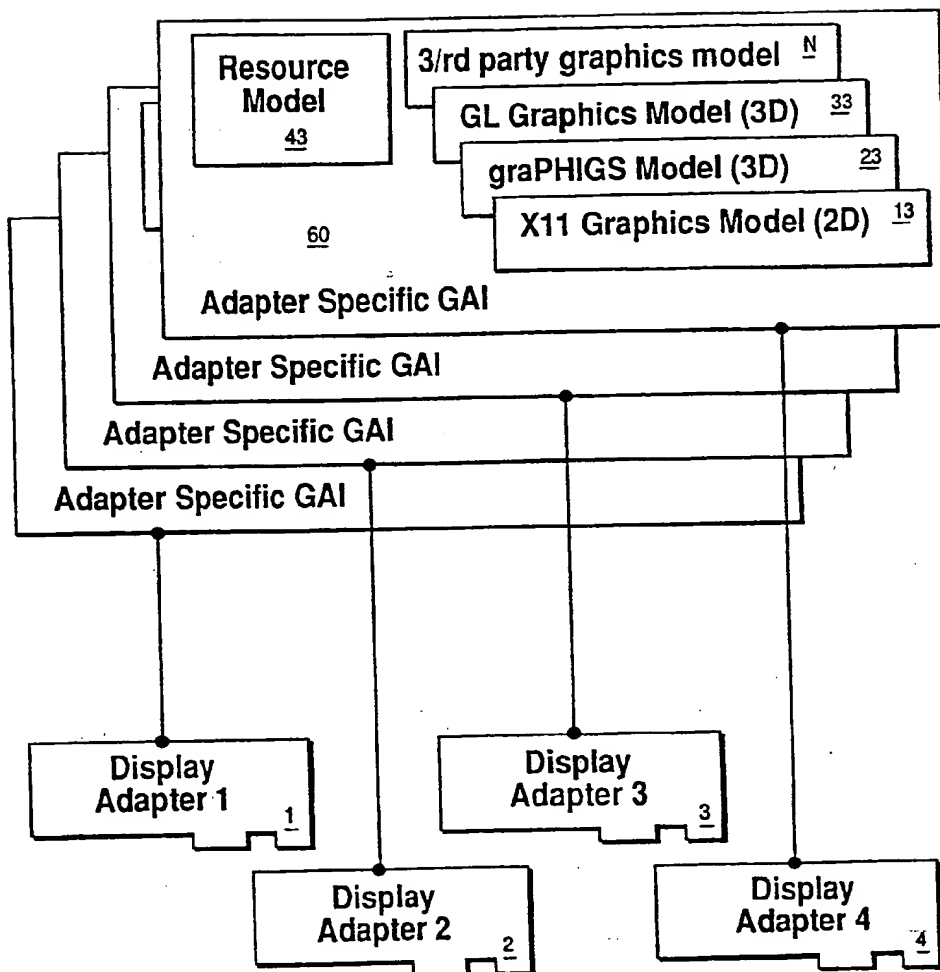 Resource
Model
43
3/rd party graphics model N
GL Graphics Model (3D) 33
graPHIGS Model (3D) 23
X11 Graphics Model (2D) 13
60
Adapter Specific GAI
Adapter Specific GAI
Adapter Specific GAI
Adapter Specific GAI
Display
Adapter 1
1
Display
Adapter 3
3
Display
Adapter 2
2
Display
Adapter 4
4